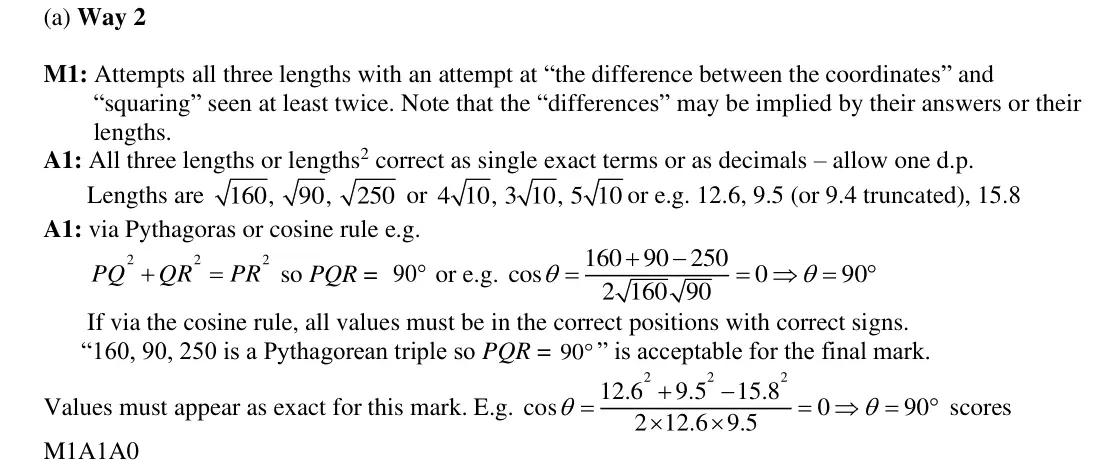 (a) Way 2
M1: Attempts all three lengths with an attempt at “the difference between the coordinates” and
“squaring” seen at least twice. Note that the “differences” may be implied by their answers or their
lengths.
A1: All three lengths or lengths² correct as single exact terms or as decimals – allow one d.p.
Lengths are √160, √90, √250 or 4√10, 3√10, 5√10 or e.g. 12.6, 9.5 (or 9.4 truncated), 15.8
A1: via Pythagoras or cosine rule e.g.
PQ² + QR² = PR² so PQR = 90° or e.g. cos θ = (160 + 90 − 250)/(2√160√90) = 0 ⇒ θ = 90°
If via the cosine rule, all values must be in the correct positions with correct signs.
“160, 90, 250 is a Pythagorean triple so PQR = 90°” is acceptable for the final mark.
Values must appear as exact for this mark. E.g. cos θ = (12.6² + 9.5² − 15.8²)/(2×12.6×9.5) = 0 ⇒ θ = 90° scores
M1A1A0